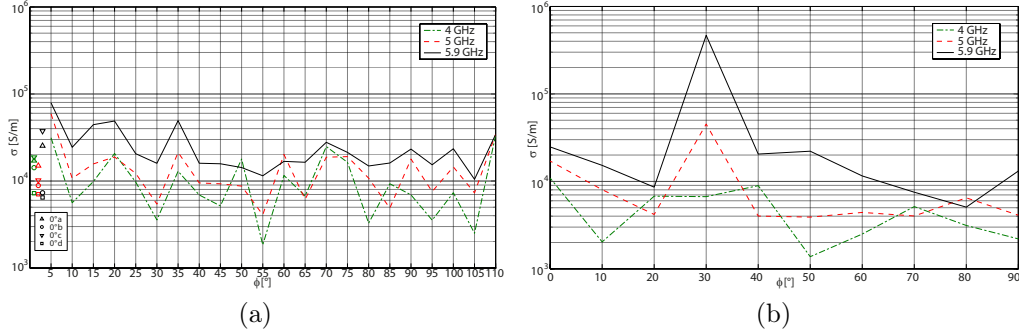 10^6
10^5
10^4
10^3
σ [S/m]
4 GHz
5 GHz
5.9 GHz
0°a
0°b
0°c
0°d
5 10 15 20 25 30 35 40 45 50 55 60 65 70 75 80 85 90 95 100 105 110
ϕ[°]
(a)
10^6
10^5
10^4
10^3
σ [S/m]
4 GHz
5 GHz
5.9 GHz
0 10 20 30 40 50 60 70 80 90
ϕ[°]
(b)